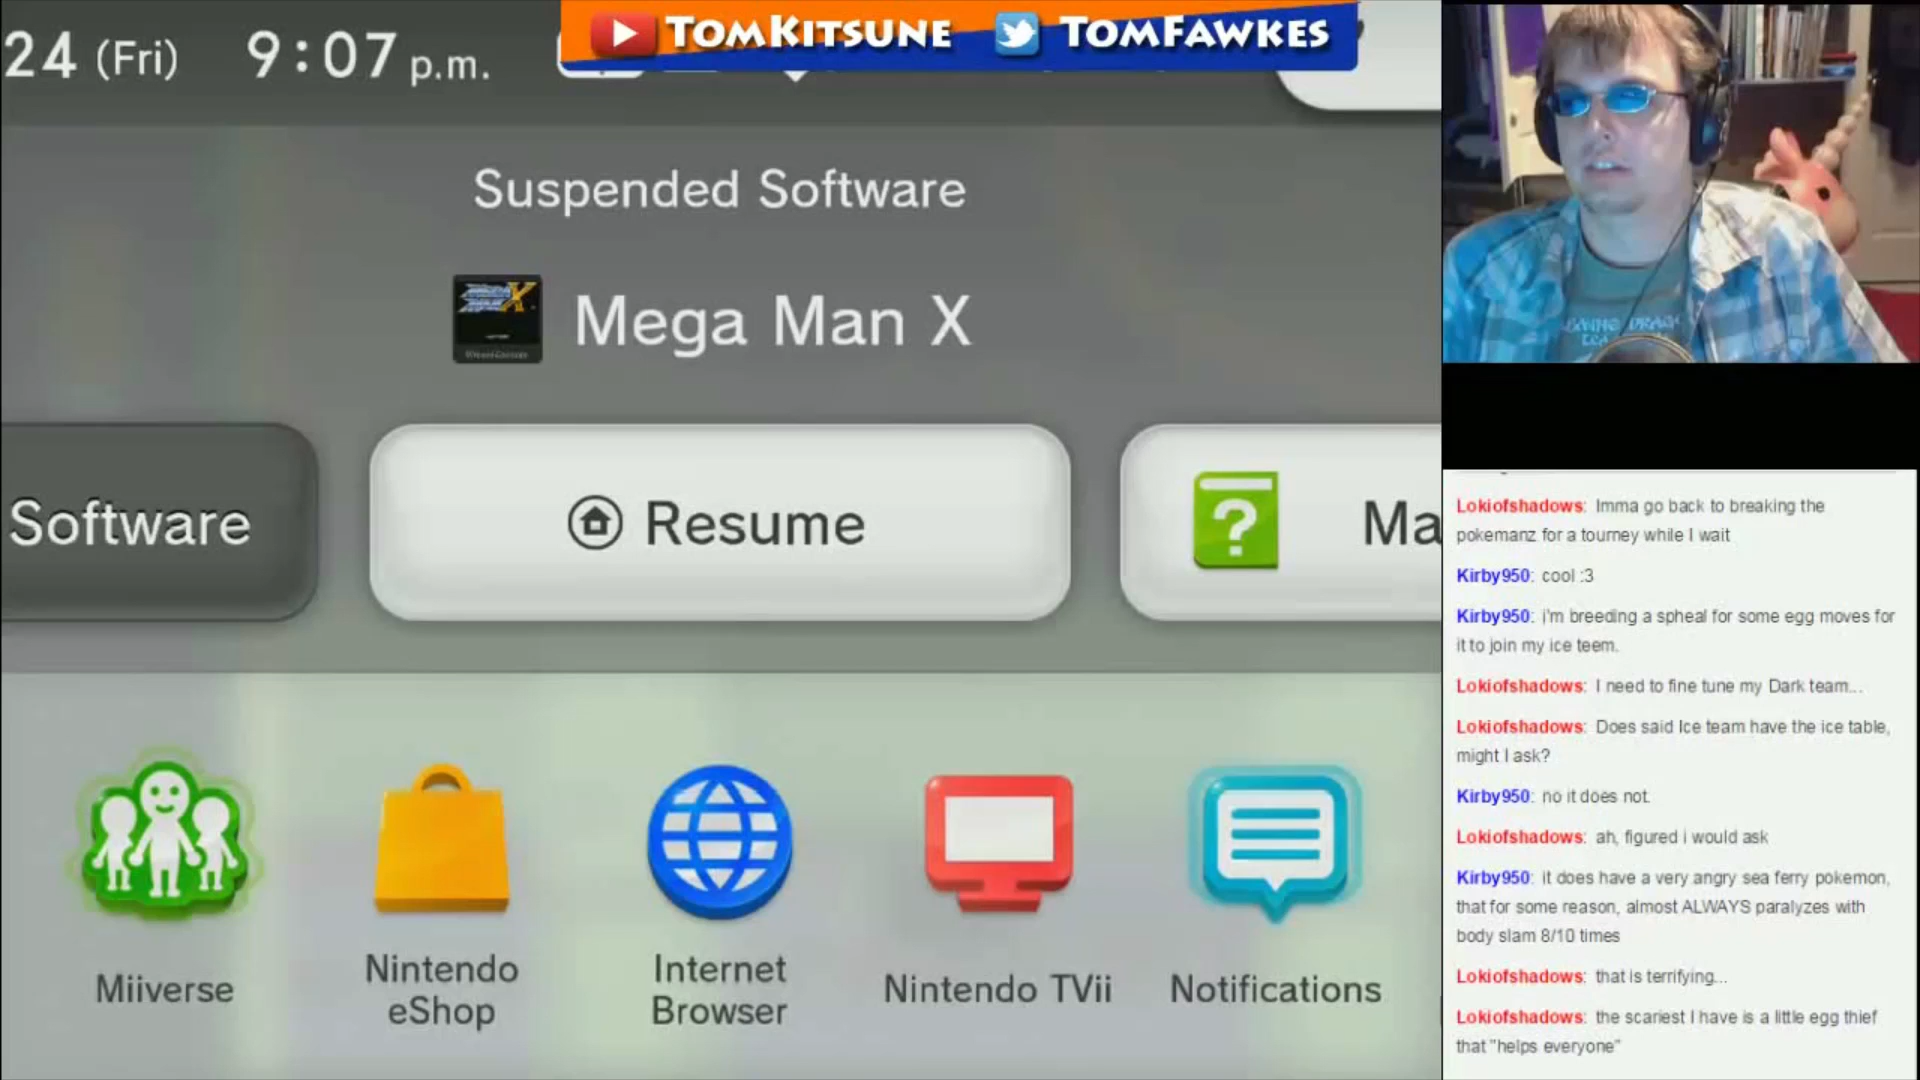 TOMKITSUNE TOMFAWKES
24 (Fri) 9:07 p.m.
Suspended Software
Mega Man X
Software
Resume
Ma
Miiverse
Nintendo
eShop
Internet
Browser
Nintendo TVii
Notifications
Lokiofshadows: Imma go back to breaking the
pokemanz for a tourney while I wait
Kirby950: cool :3
Kirby950: i'm breeding a spheal for some egg moves for
it to join my ice teem.
Lokiofshadows: I need to fine tune my Dark team...
Lokiofshadows: Does said Ice team have the ice table,
might I ask?
Kirby950: no it does not.
Lokiofshadows: ah, figured i would ask
Kirby950: it does have a very angry sea ferry pokemon,
that for some reason, almost ALWAYS paralyzes with
body slam 8/10 times
Lokiofshadows: that is terrifying...
Lokiofshadows: the scariest I have is a little egg thief
that "helps everyone"